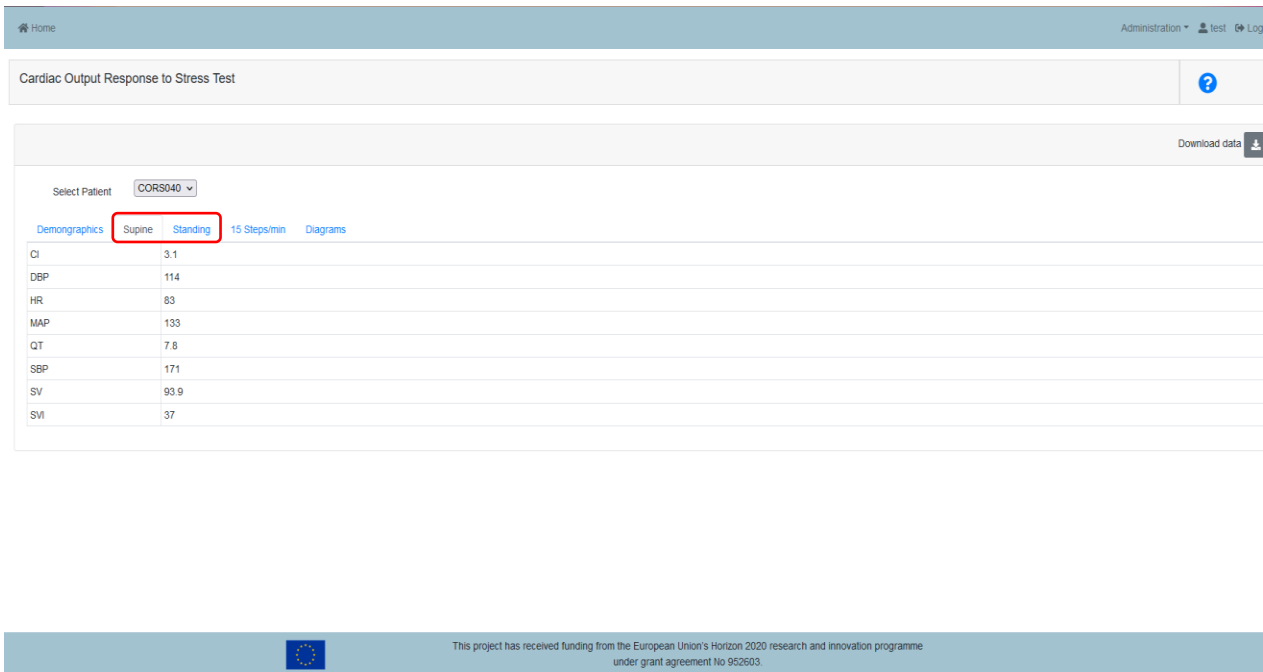 Home Administration test Log
Cardiac Output Response to Stress Test
Download data
Select Patient CORS040
Demongraphics Supine Standing 15 Steps/min Diagrams
CI 3.1
DBP 114
HR 83
MAP 133
QT 7.8
SBP 171
SV 93.9
SVI 37
This project has received funding from the European Union's Horizon 2020 research and innovation programme
under grant agreement No 952603.